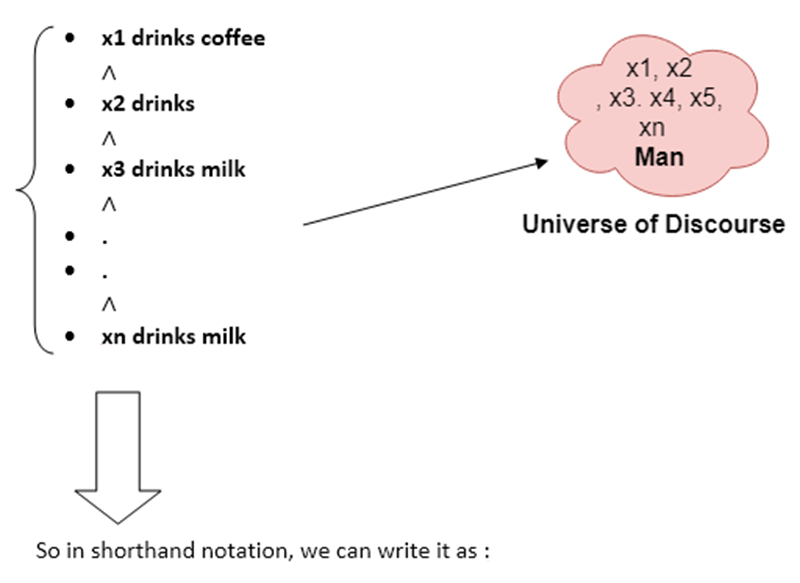 • x1 drinks coffee
∧
• x2 drinks
∧
• x3 drinks milk
∧
• .
• .
∧
• xn drinks milk
x1, x2
, x3. x4, x5,
xn
Man
Universe of Discourse
So in shorthand notation, we can write it as :